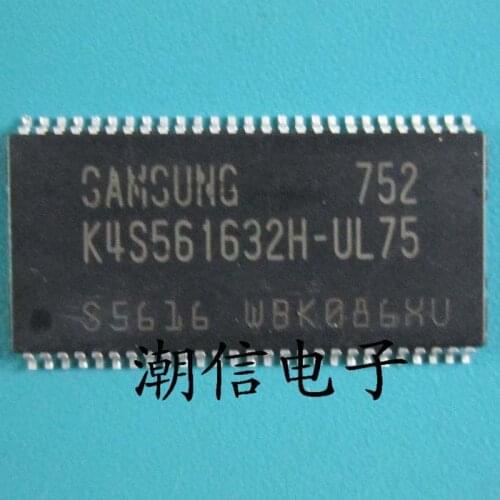 SAMSUNG 752
K4S561632H-UL75
S5616 WBK086XU
潮信电子